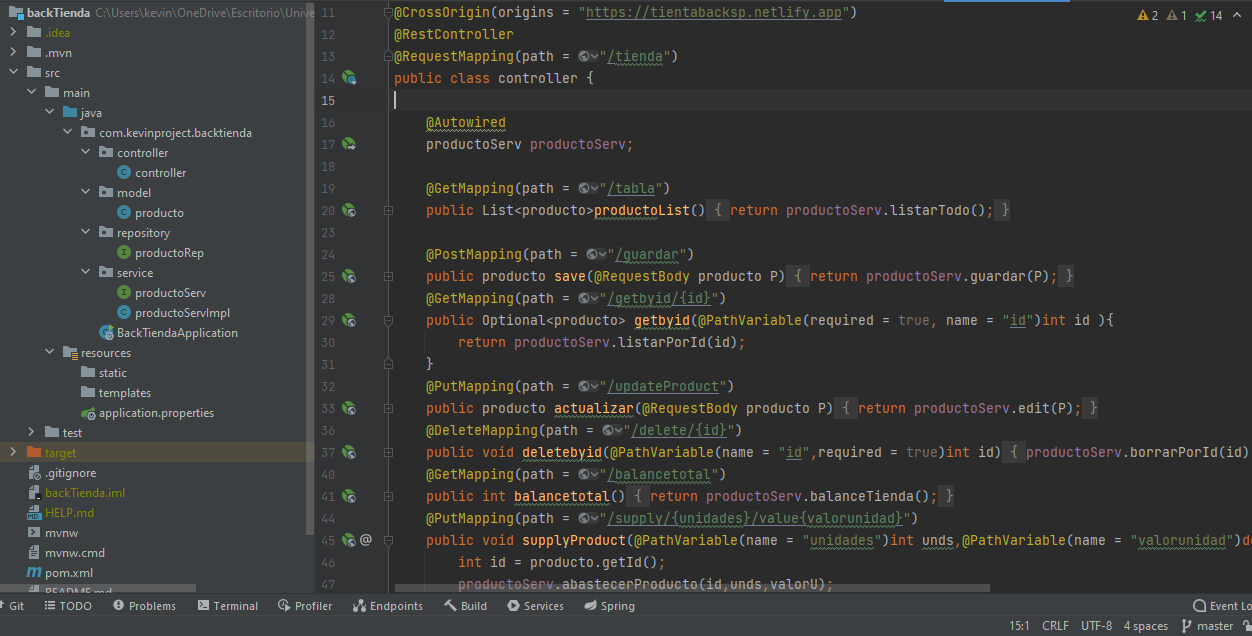 backTienda C:\Users\kevin\OneDrive\Escritorio\Unive
.idea
.mvn
src
main
java
com.kevinproject.backtienda
controller
controller
model
producto
repository
productoRep
service
productoServ
productoServImpl
BackTiendaApplication
resources
static
templates
application.properties
test
target
.gitignore
backTienda.iml
HELP.md
mvnw
mvnw.cmd
pom.xml
README.md
2 1 14
11 @CrossOrigin(origins = "https://tientabacksp.netlify.app")
12 @RestController
13 @RequestMapping(path = "/tienda")
14 public class controller {
15
16 @Autowired
17 productoServ productoServ;
18
19 @GetMapping(path = "/tabla")
20 public List<producto>productoList() { return productoServ.listarTodo(); }
23
24 @PostMapping(path = "/guardar")
25 public producto save(@RequestBody producto P) { return productoServ.guardar(P); }
28 @GetMapping(path = "/getbyid/{id}")
29 public Optional<producto> getbyid(@PathVariable(required = true, name = "id")int id ){
30 return productoServ.listarPorId(id);
31 }
32 @PutMapping(path = "/updateProduct")
33 public producto actualizar(@RequestBody producto P) { return productoServ.edit(P); }
36 @DeleteMapping(path = "/delete/{id}")
37 public void deletebyid(@PathVariable(name = "id",required = true)int id) { productoServ.borrarPorId(id)
40 @GetMapping(path = "/balancetotal")
41 public int balancetotal() { return productoServ.balanceTienda(); }
44 @PutMapping(path = "/supply/{unidades}/value{valorunidad}")
45 @ public void supplyProduct(@PathVariable(name = "unidades")int unds,@PathVariable(name = "valorunidad")do
46 int id = producto.getId();
47 productoServ.abastecerProducto(id,unds,valorU);
Git TODO Problems Terminal Profiler Endpoints Build Services Spring Event Lo
15:1 CRLF UTF-8 4 spaces master